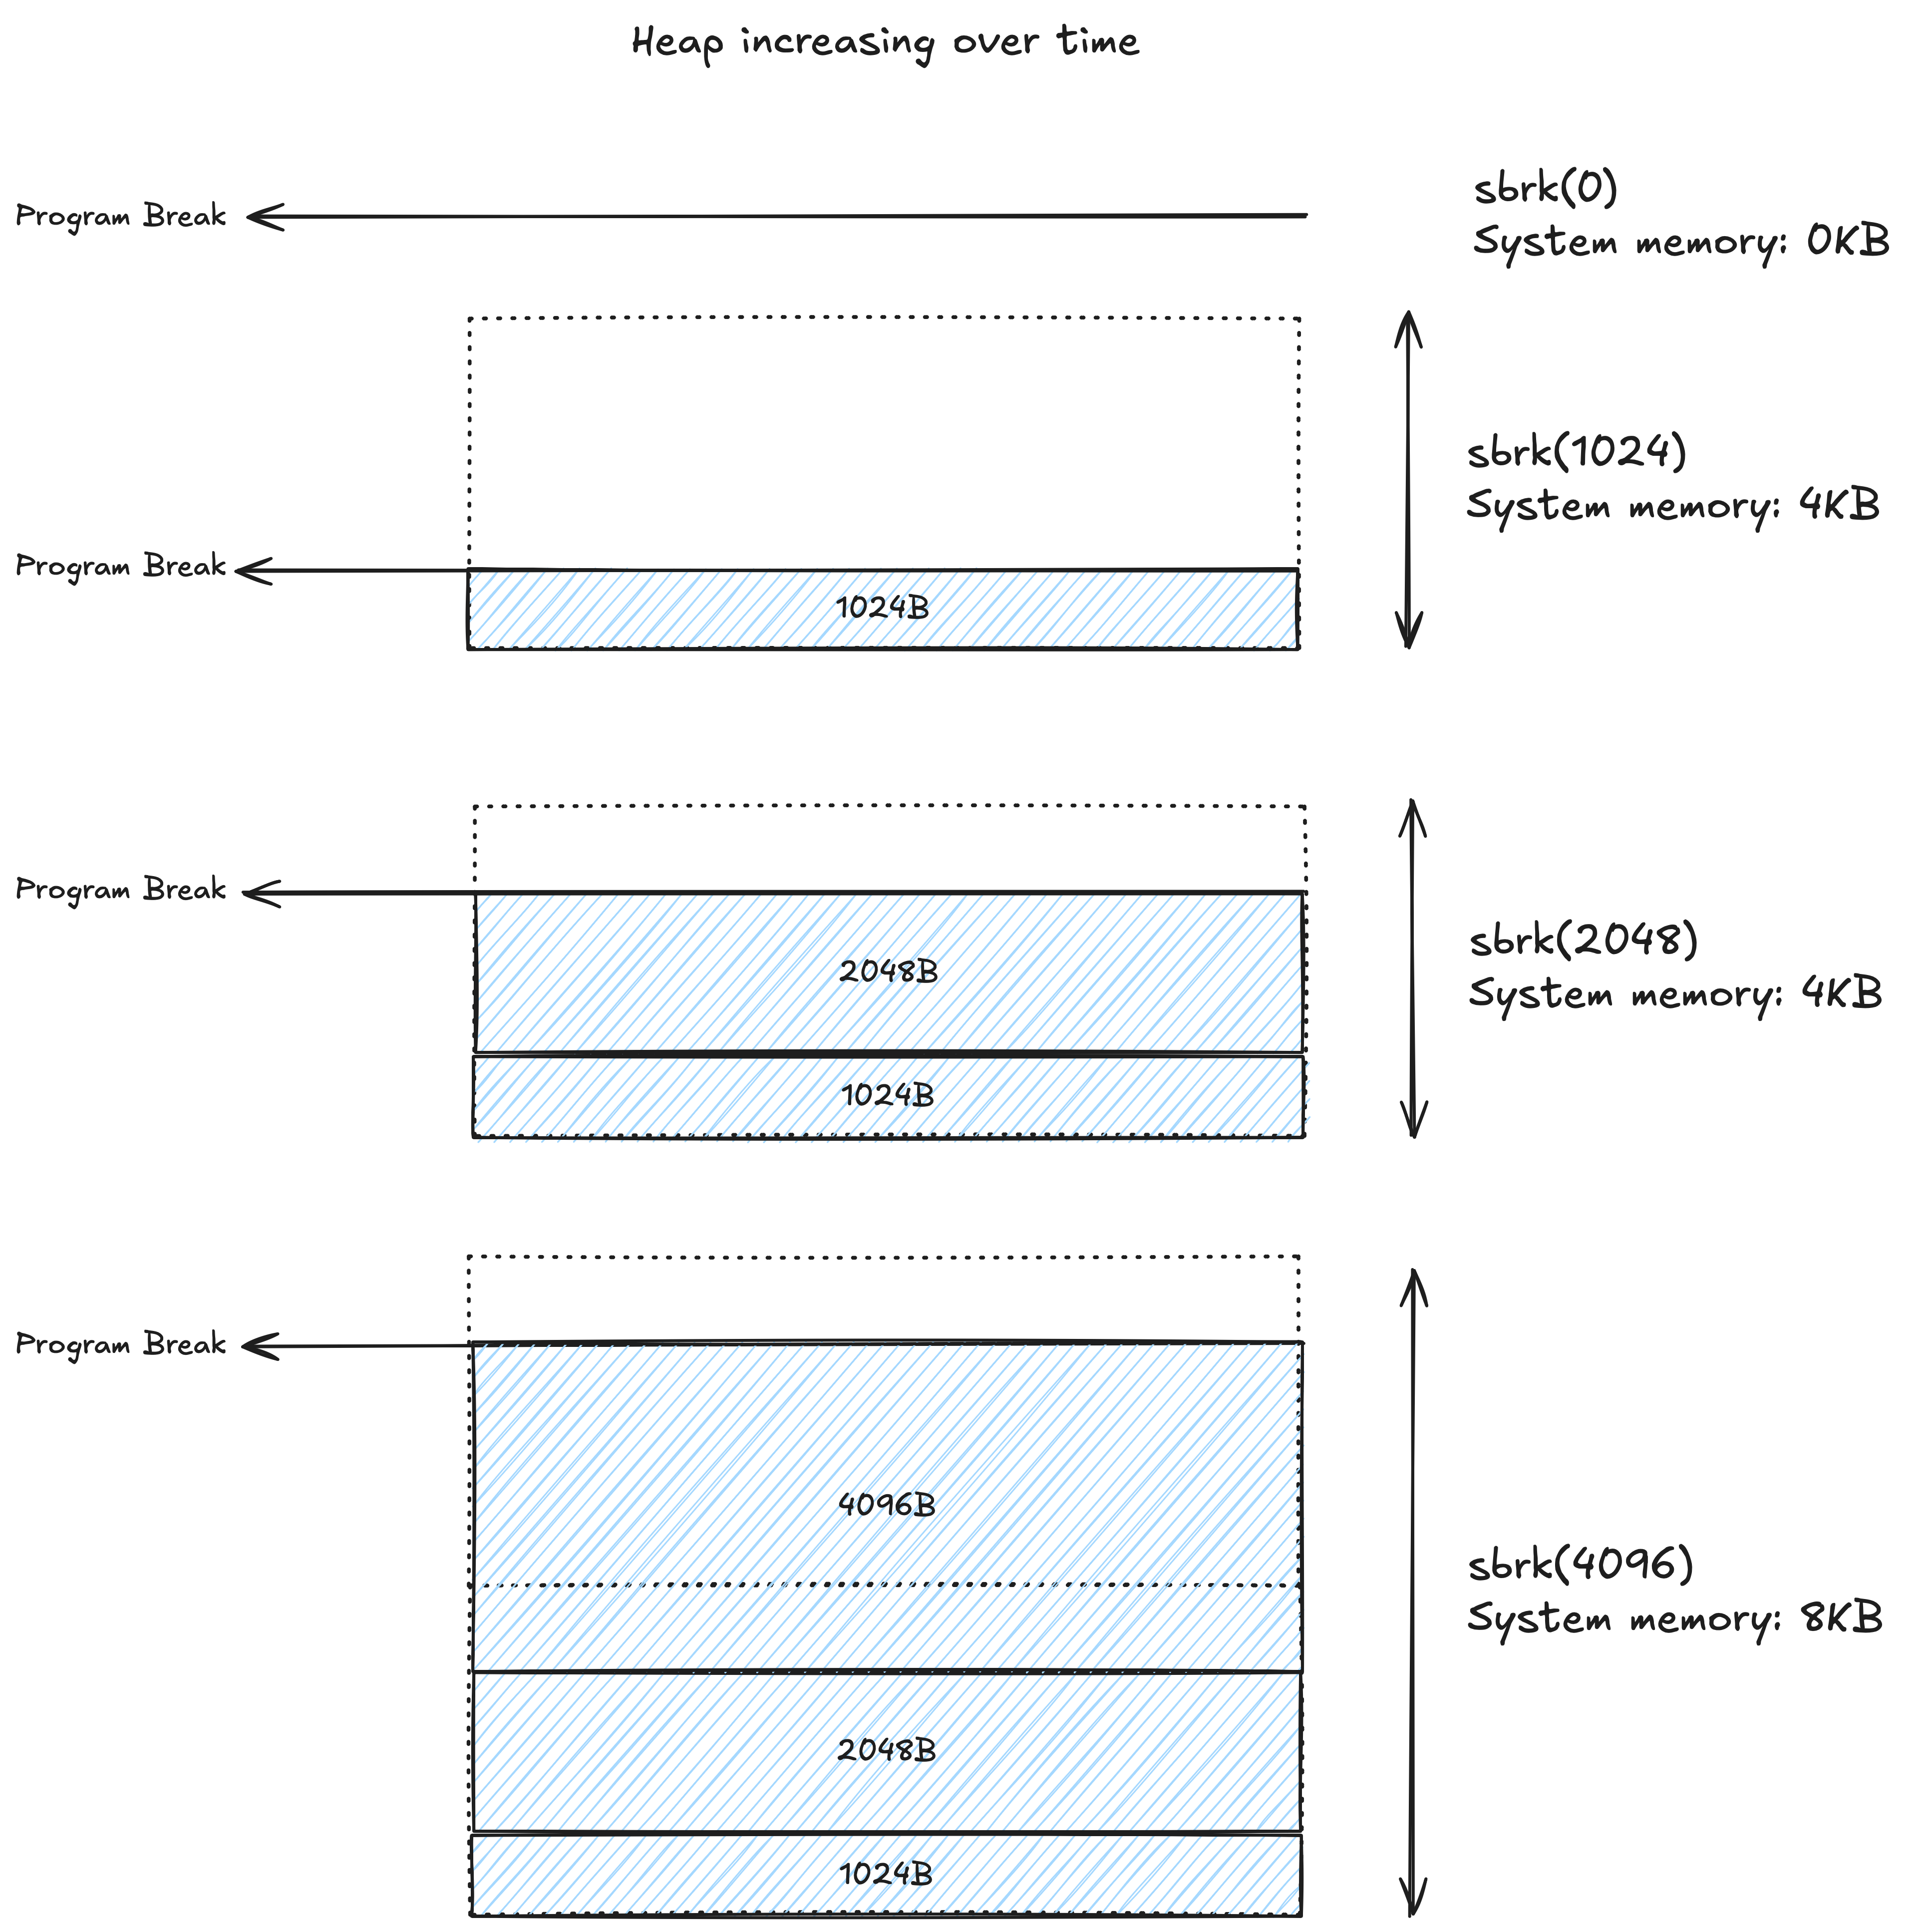 Heap increasing over time
Program Break
sbrk(0)
System memory: 0KB
sbrk(1024)
System memory: 4KB
Program Break
1024B
Program Break
2048B
sbrk(2048)
System memory: 4KB
1024B
Program Break
4096B
sbrk(4096)
System memory: 8KB
2048B
1024B